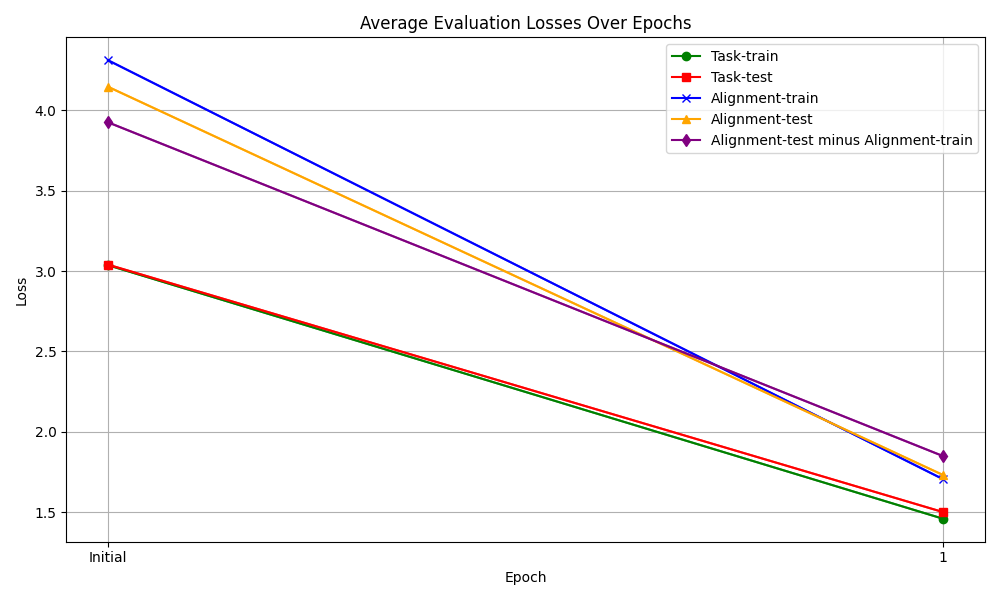 Average Evaluation Losses Over Epochs
Task-train
Task-test
Alignment-train
Alignment-test
Alignment-test minus Alignment-train
4.0
3.5
3.0
2.5
2.0
1.5
Loss
Initial
1
Epoch